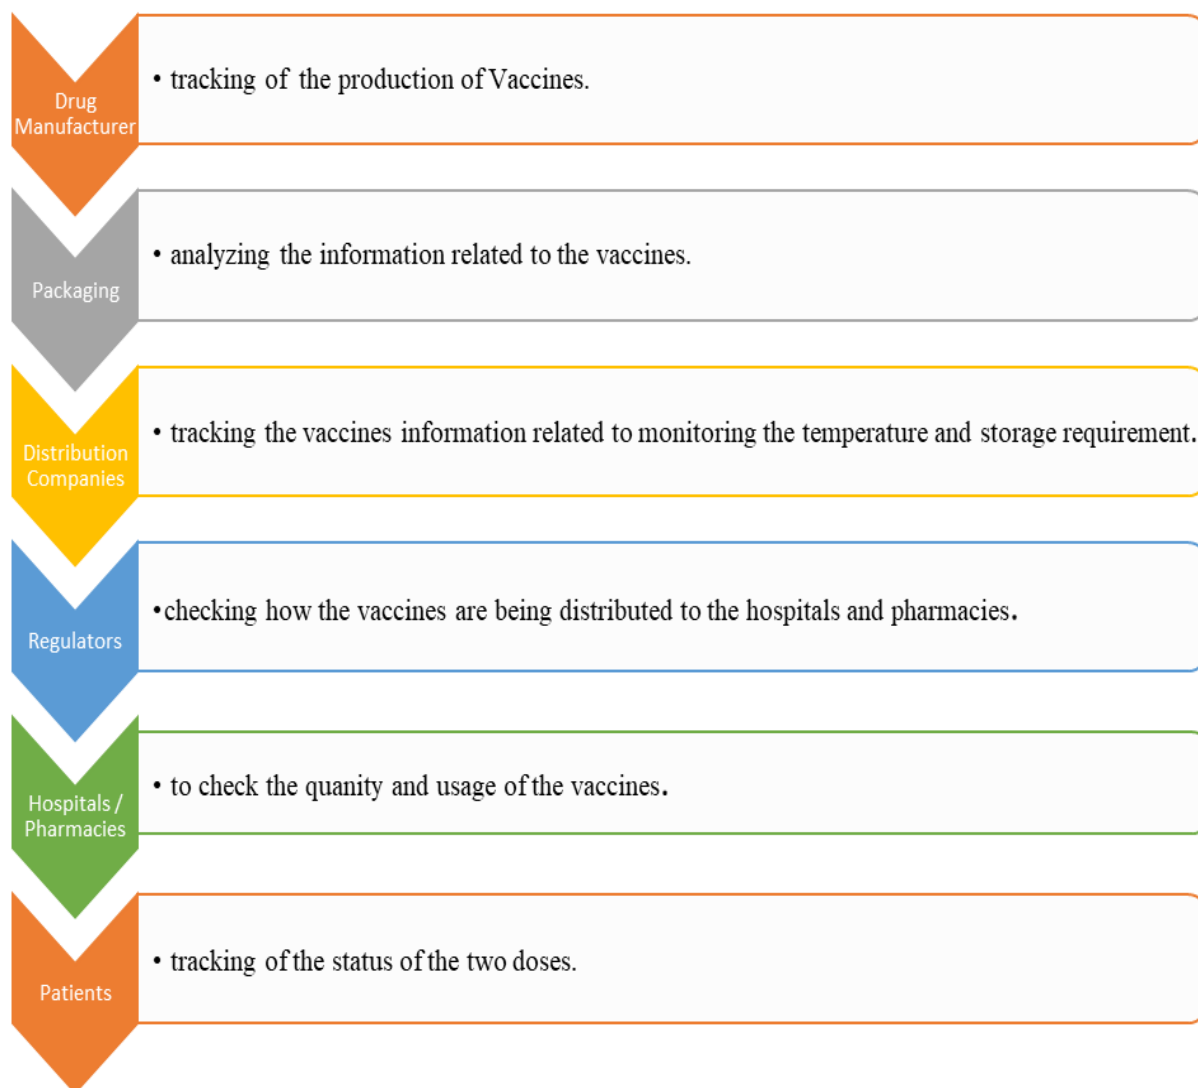 Drug
Manufacturer
• tracking of the production of Vaccines.
Packaging
• analyzing the information related to the vaccines.
Distribution
Companies
• tracking the vaccines information related to monitoring the temperature and storage requirement.
Regulators
•checking how the vaccines are being distributed to the hospitals and pharmacies.
Hospitals /
Pharmacies
• to check the quanity and usage of the vaccines.
Patients
• tracking of the status of the two doses.